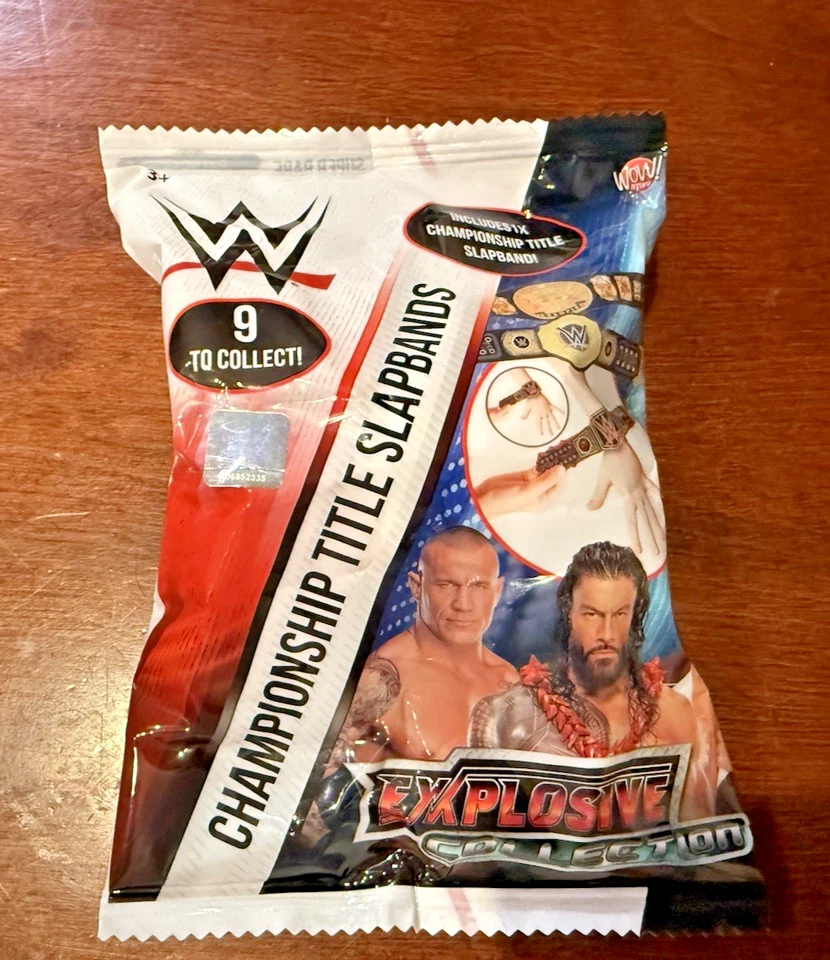 3+
WOW!
INCLUDES 1X
CHAMPIONSHIP TITLE
SLAPBAND!
9
TO COLLECT!
CHAMPIONSHIP TITLE SLAPBANDS
EXPLOSIVE
COLLECTION